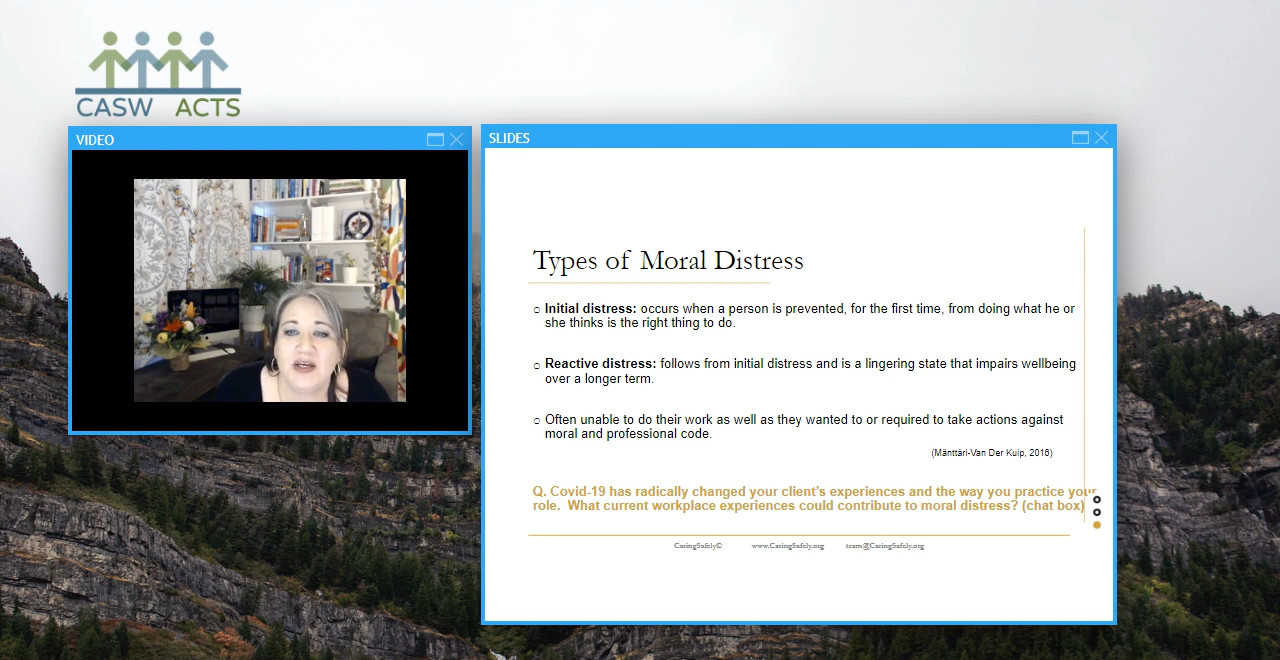 CASW ACTS
VIDEO
SLIDES
Types of Moral Distress
○ Initial distress: occurs when a person is prevented, for the first time, from doing what he or
she thinks is the right thing to do.
○ Reactive distress: follows from initial distress and is a lingering state that impairs wellbeing
over a longer term.
○ Often unable to do their work as well as they wanted to or required to take actions against
moral and professional code.
(Mänttäri-Van Der Kuip, 2016)
Q. Covid-19 has radically changed your client's experiences and the way you practice your
role. What current workplace experiences could contribute to moral distress? (chat box)
CaringSafely© www.CaringSafely.org team@CaringSafely.org